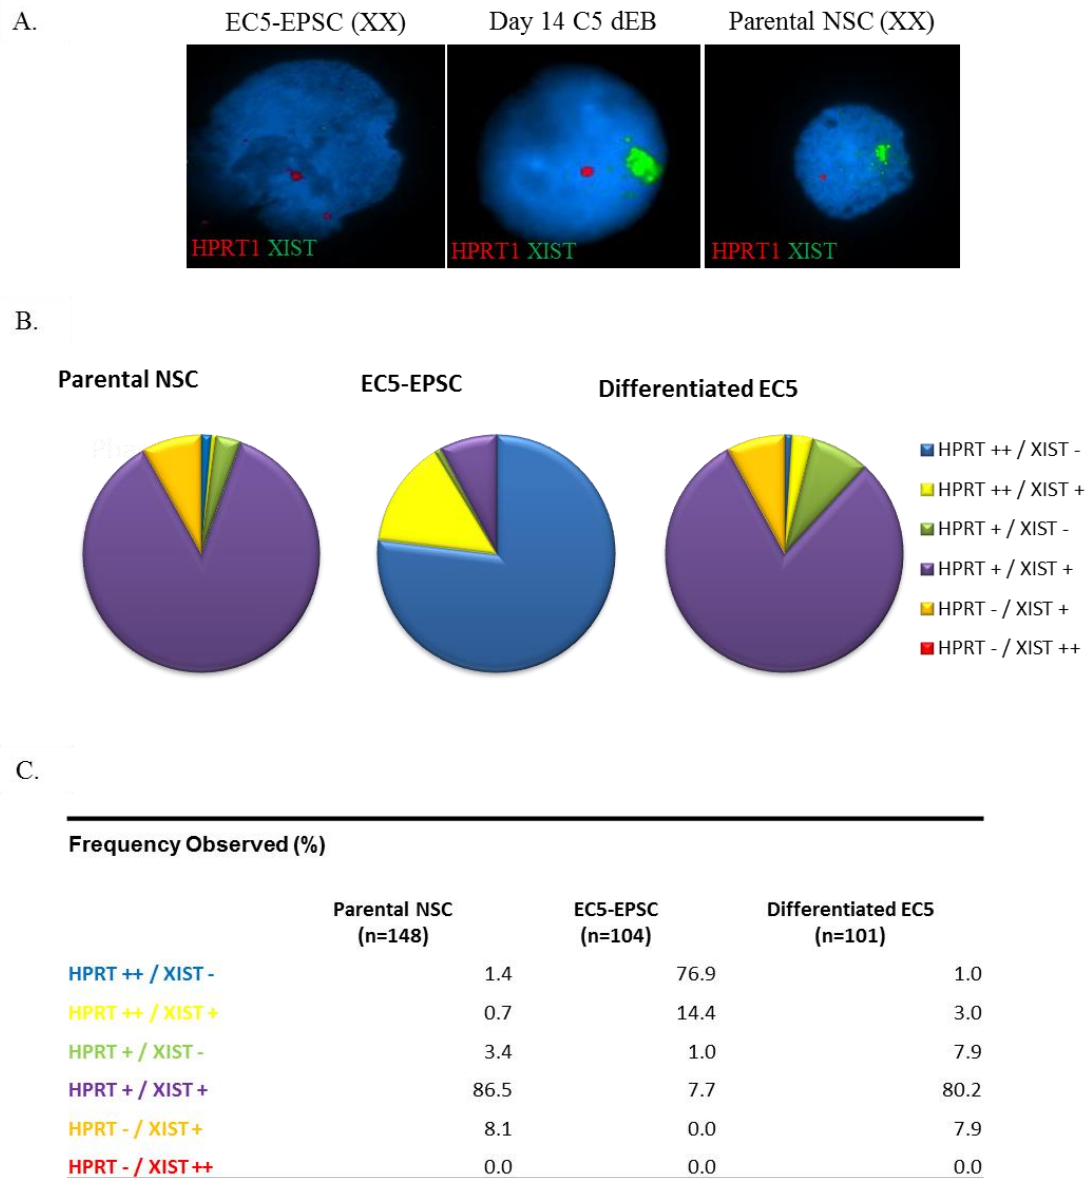 A.
EC5-EPSC (XX) Day 14 C5 dEB Parental NSC (XX)
HPRT1 XIST HPRT1 XIST HPRT1 XIST
B.
Parental NSC EC5-EPSC Differentiated EC5
HPRT ++ / XIST -
HPRT ++ / XIST +
HPRT + / XIST -
HPRT + / XIST +
HPRT - / XIST +
HPRT - / XIST ++
C.
Frequency Observed (%)
Parental NSC EC5-EPSC Differentiated EC5
(n=148) (n=104) (n=101)
HPRT ++ / XIST - 1.4 76.9 1.0
HPRT ++ / XIST + 0.7 14.4 3.0
HPRT + / XIST - 3.4 1.0 7.9
HPRT + / XIST + 86.5 7.7 80.2
HPRT - / XIST + 8.1 0.0 7.9
HPRT - / XIST ++ 0.0 0.0 0.0